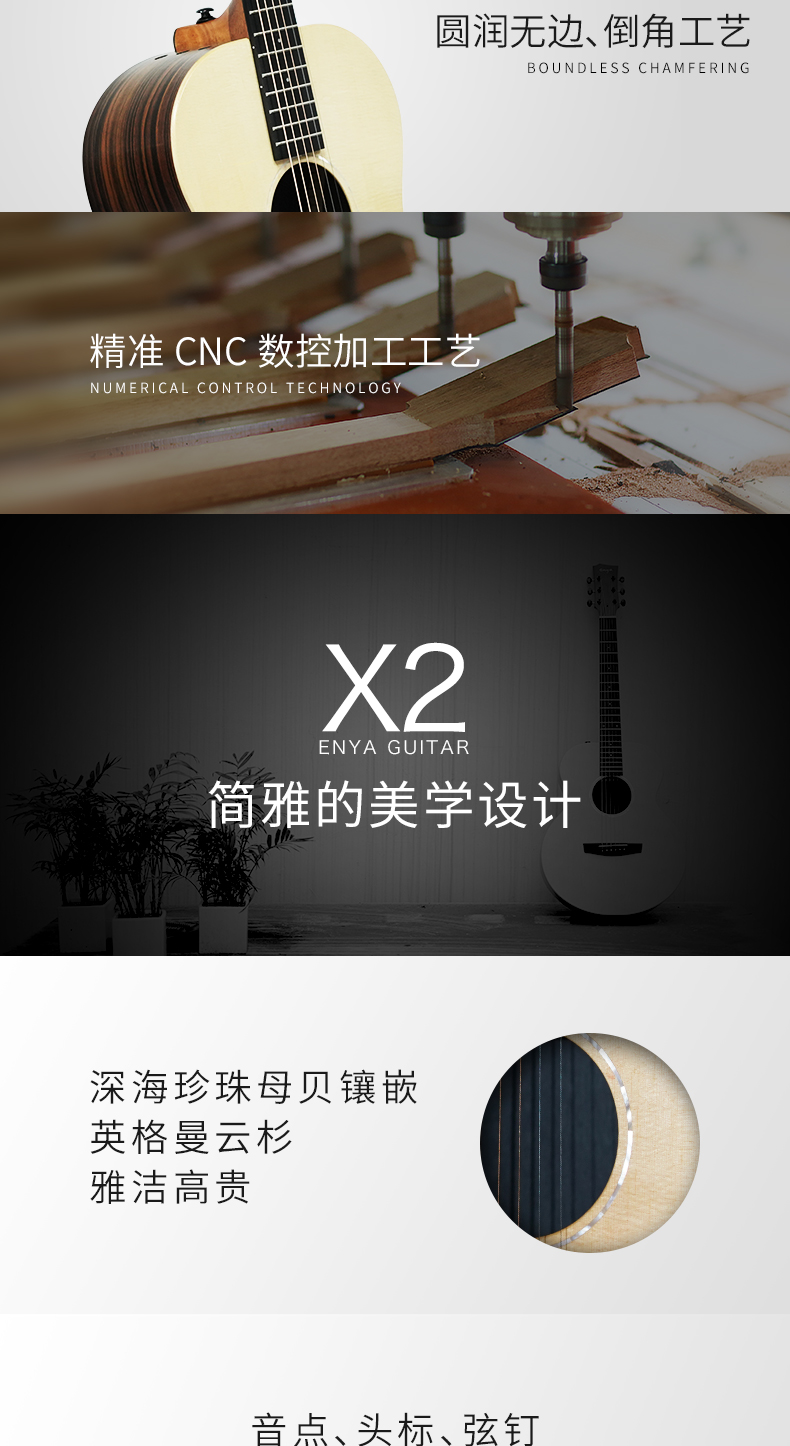 圆润无边、倒角工艺
BOUNDLESS CHAMFERING
精准 CNC 数控加工工艺
NUMERICAL CONTROL TECHNOLOGY
X2
ENYA GUITAR
简雅的美学设计
深海珍珠母贝镶嵌
英格曼云杉
雅洁高贵
音点、头标、弦钉